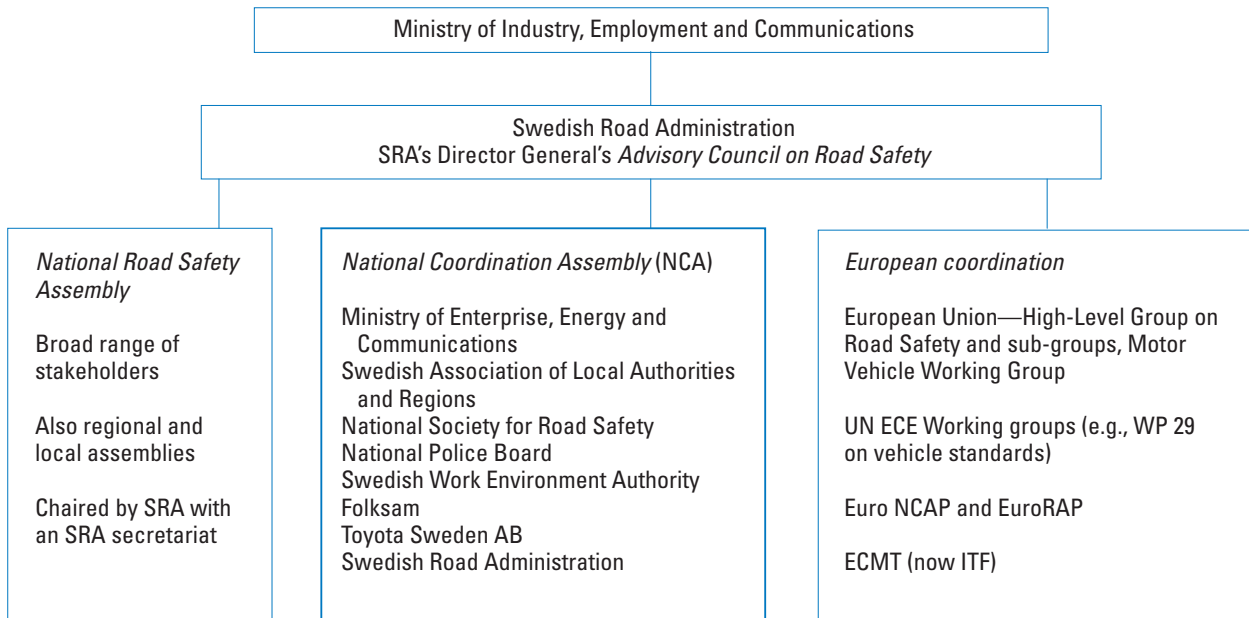 Ministry of Industry, Employment and Communications
Swedish Road Administration
SRA’s Director General’s Advisory Council on Road Safety
National Road Safety
Assembly
Broad range of
stakeholders
Also regional and
local assemblies
Chaired by SRA with
an SRA secretariat
National Coordination Assembly (NCA)
Ministry of Enterprise, Energy and
Communications
Swedish Association of Local Authorities
and Regions
National Society for Road Safety
National Police Board
Swedish Work Environment Authority
Folksam
Toyota Sweden AB
Swedish Road Administration
European coordination
European Union—High-Level Group on
Road Safety and sub-groups, Motor
Vehicle Working Group
UN ECE Working groups (e.g., WP 29
on vehicle standards)
Euro NCAP and EuroRAP
ECMT (now ITF)